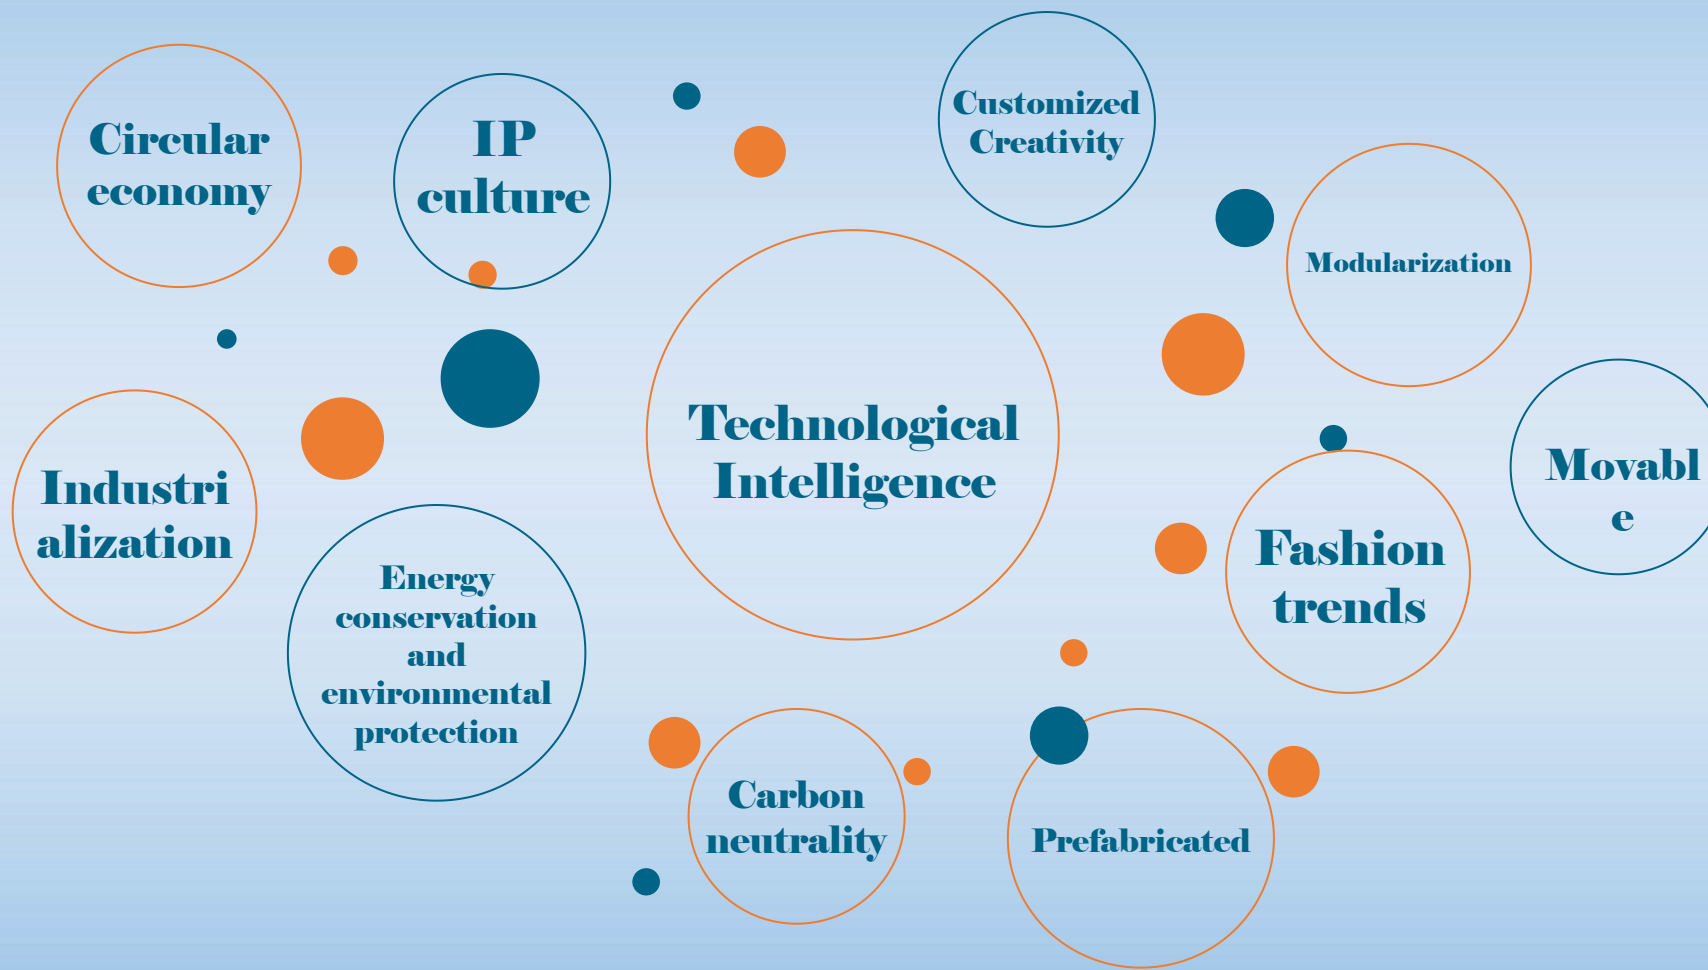 Circular
economy
IP
culture
Customized
Creativity
Modularization
Technological
Intelligence
Movabl
e
Industri
alization
Fashion
trends
Energy
conservation
and
environmental
protection
Carbon
neutrality
Prefabricated